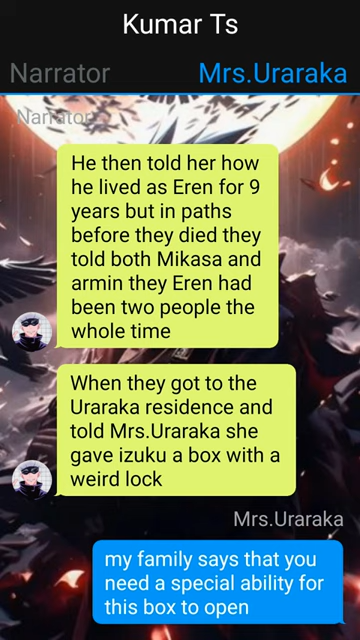 Kumar Ts
Narrator
Mrs.Uraraka
Narrator
He then told her how
he lived as Eren for 9
years but in paths
before they died they
told both Mikasa and
armin they Eren had
been two people the
whole time
When they got to the
Uraraka residence and
told Mrs.Uraraka she
gave izuku a box with a
weird lock
Mrs.Uraraka
my family says that you
need a special ability for
this box to open